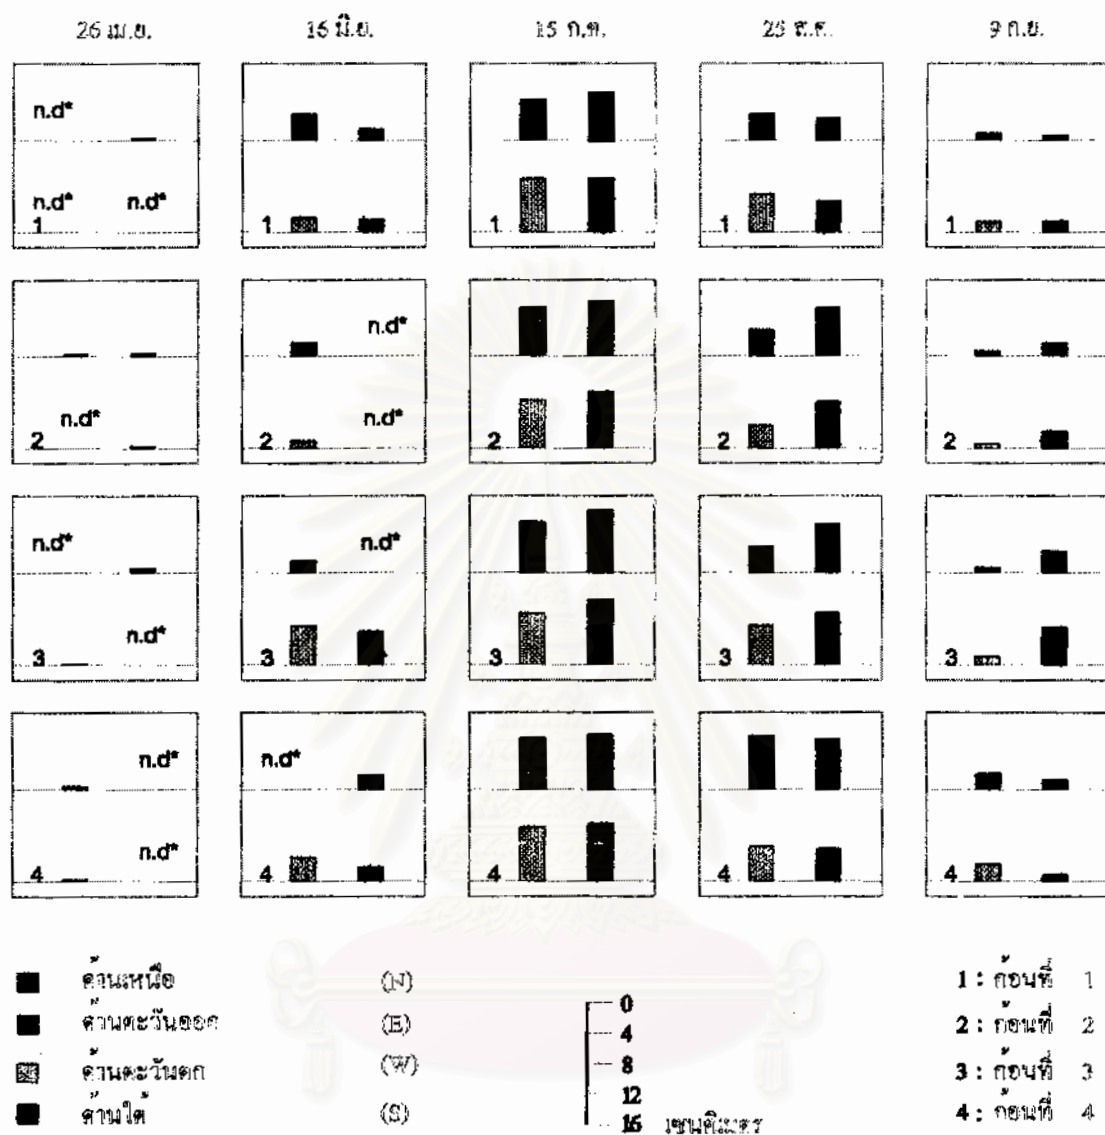 26 เม.ย. 16 มิ.ย. 15 ก.ค. 25 ส.ค. 9 ก.ย.
n.d*
n.d* n.d*
1 1 1 1 1
n.d*
n.d* n.d*
2 2 2 2 2
n.d* n.d*
n.d*
3 3 3 3 3
n.d* n.d*
n.d*
4 4 4 4 4
ด้านเหนือ (N)
ด้านตะวันออก (E)
ด้านตะวันตก (W)
ด้านใต้ (S)
0
4
8
12
16 เซนติเมตร
1 : ก้อนที่ 1
2 : ก้อนที่ 2
3 : ก้อนที่ 3
4 : ก้อนที่ 4